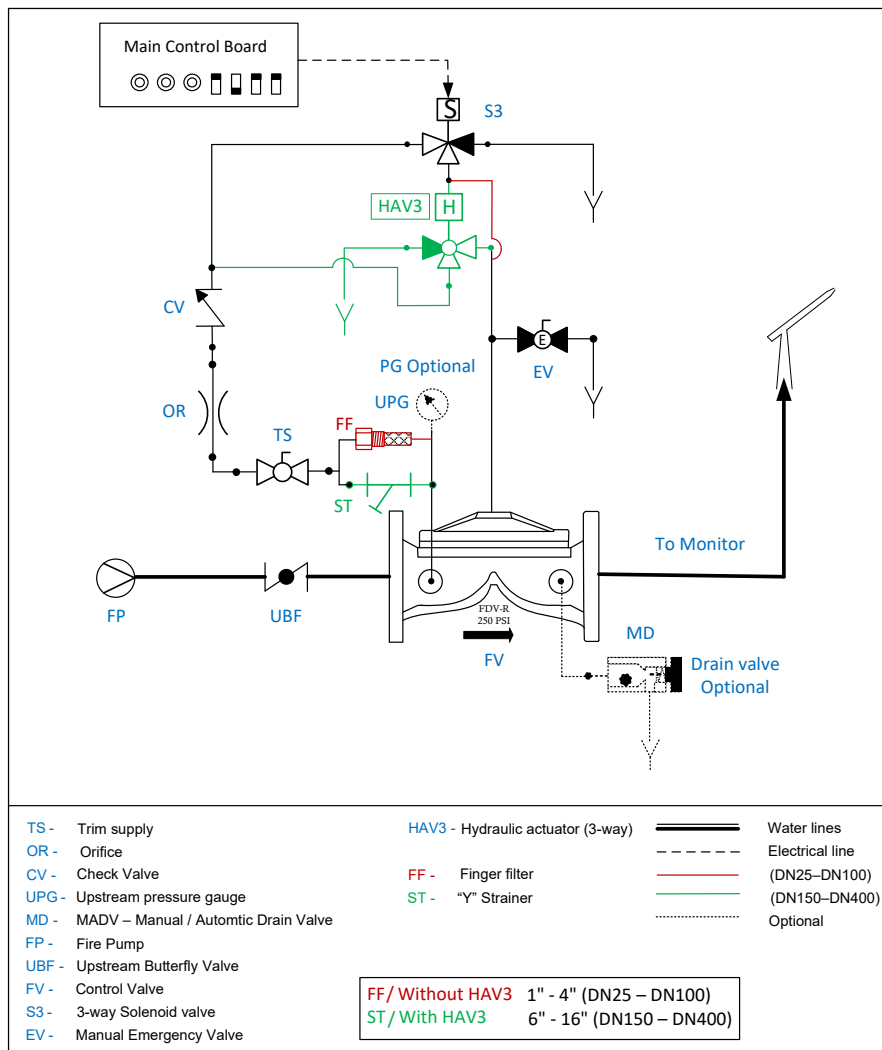 Main Control Board
S
S3
HAV3
H
CV
PG Optional
E
EV
UPG
OR
FF
TS
ST
To Monitor
FP
UBF
FDV-R
250 PSI
FV
MD
Drain valve
Optional
TS - Trim supply
OR - Orifice
CV - Check Valve
UPG - Upstream pressure gauge
MD - MADV – Manual / Automtic Drain Valve
FP - Fire Pump
UBF - Upstream Butterfly Valve
FV - Control Valve
S3 - 3-way Solenoid valve
EV - Manual Emergency Valve
HAV3 - Hydraulic actuator (3-way)
FF - Finger filter
ST - “Y” Strainer
Water lines
Electrical line
(DN25–DN100)
(DN150–DN400)
Optional
FF/ Without HAV3 1" - 4" (DN25 – DN100)
ST/ With HAV3 6" - 16" (DN150 – DN400)